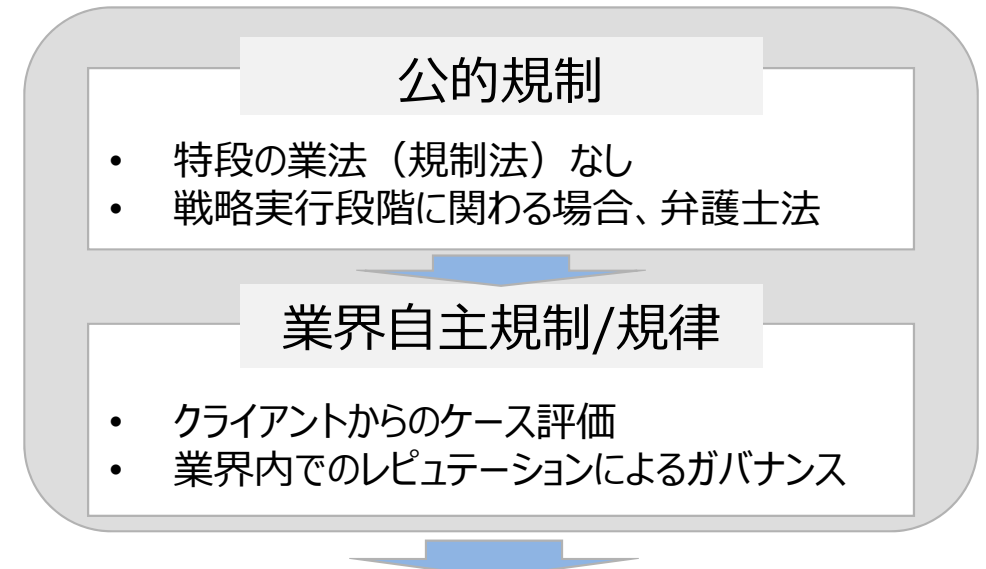 公的規制
• 特段の業法（規制法）なし
• 戦略実行段階に関わる場合、弁護士法
業界自主規制/規律
• クライアントからのケース評価
• 業界内でのレピュテーションによるガバナンス